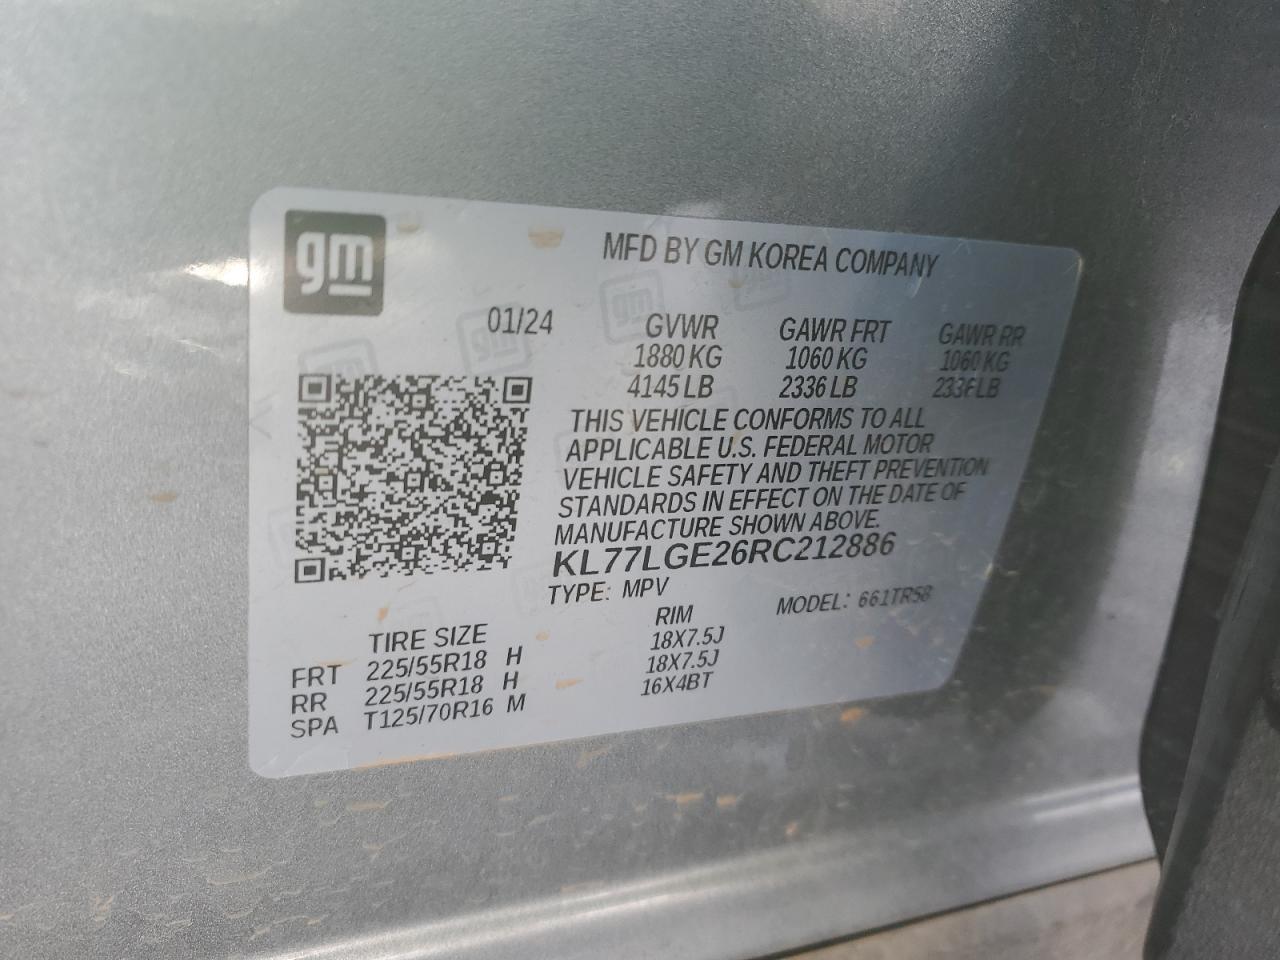 gm
MFD BY GM KOREA COMPANY
01/24
GVWR GAWR FRT GAWR RR
1880 KG 1060 KG 1060 KG
4145 LB 2336 LB 2336 LB
THIS VEHICLE CONFORMS TO ALL
APPLICABLE U.S. FEDERAL MOTOR
VEHICLE SAFETY AND THEFT PREVENTION
STANDARDS IN EFFECT ON THE DATE OF
MANUFACTURE SHOWN ABOVE.
KL77LGE26RC212886
TYPE: MPV MODEL: 661TR58
TIRE SIZE RIM
FRT 225/55R18 H 18X7.5J
RR 225/55R18 H 18X7.5J
SPA T125/70R16 M 16X4BT